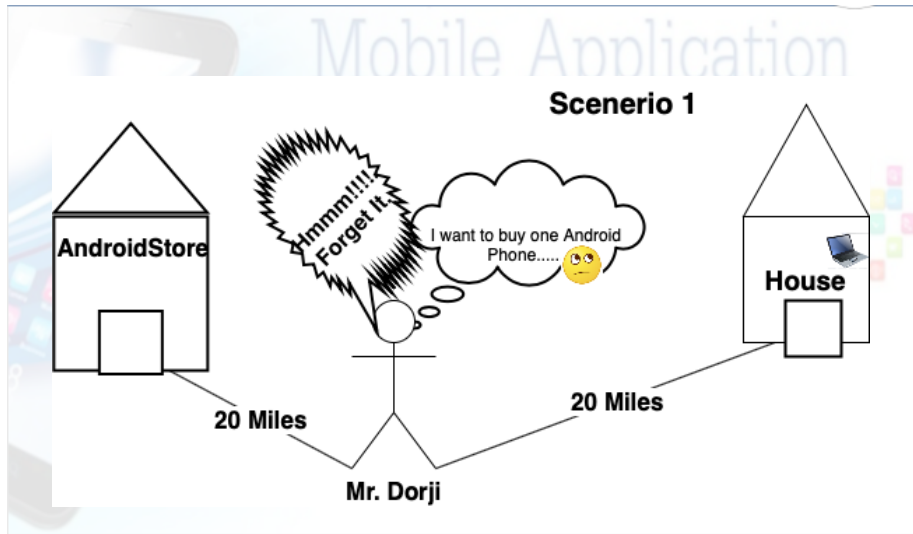 Mobile Application
Scenerio 1
Hmmm!!!!.
Forget It.
I want to buy one Android
Phone.....
AndroidStore
House
20 Miles
20 Miles
Mr. Dorji